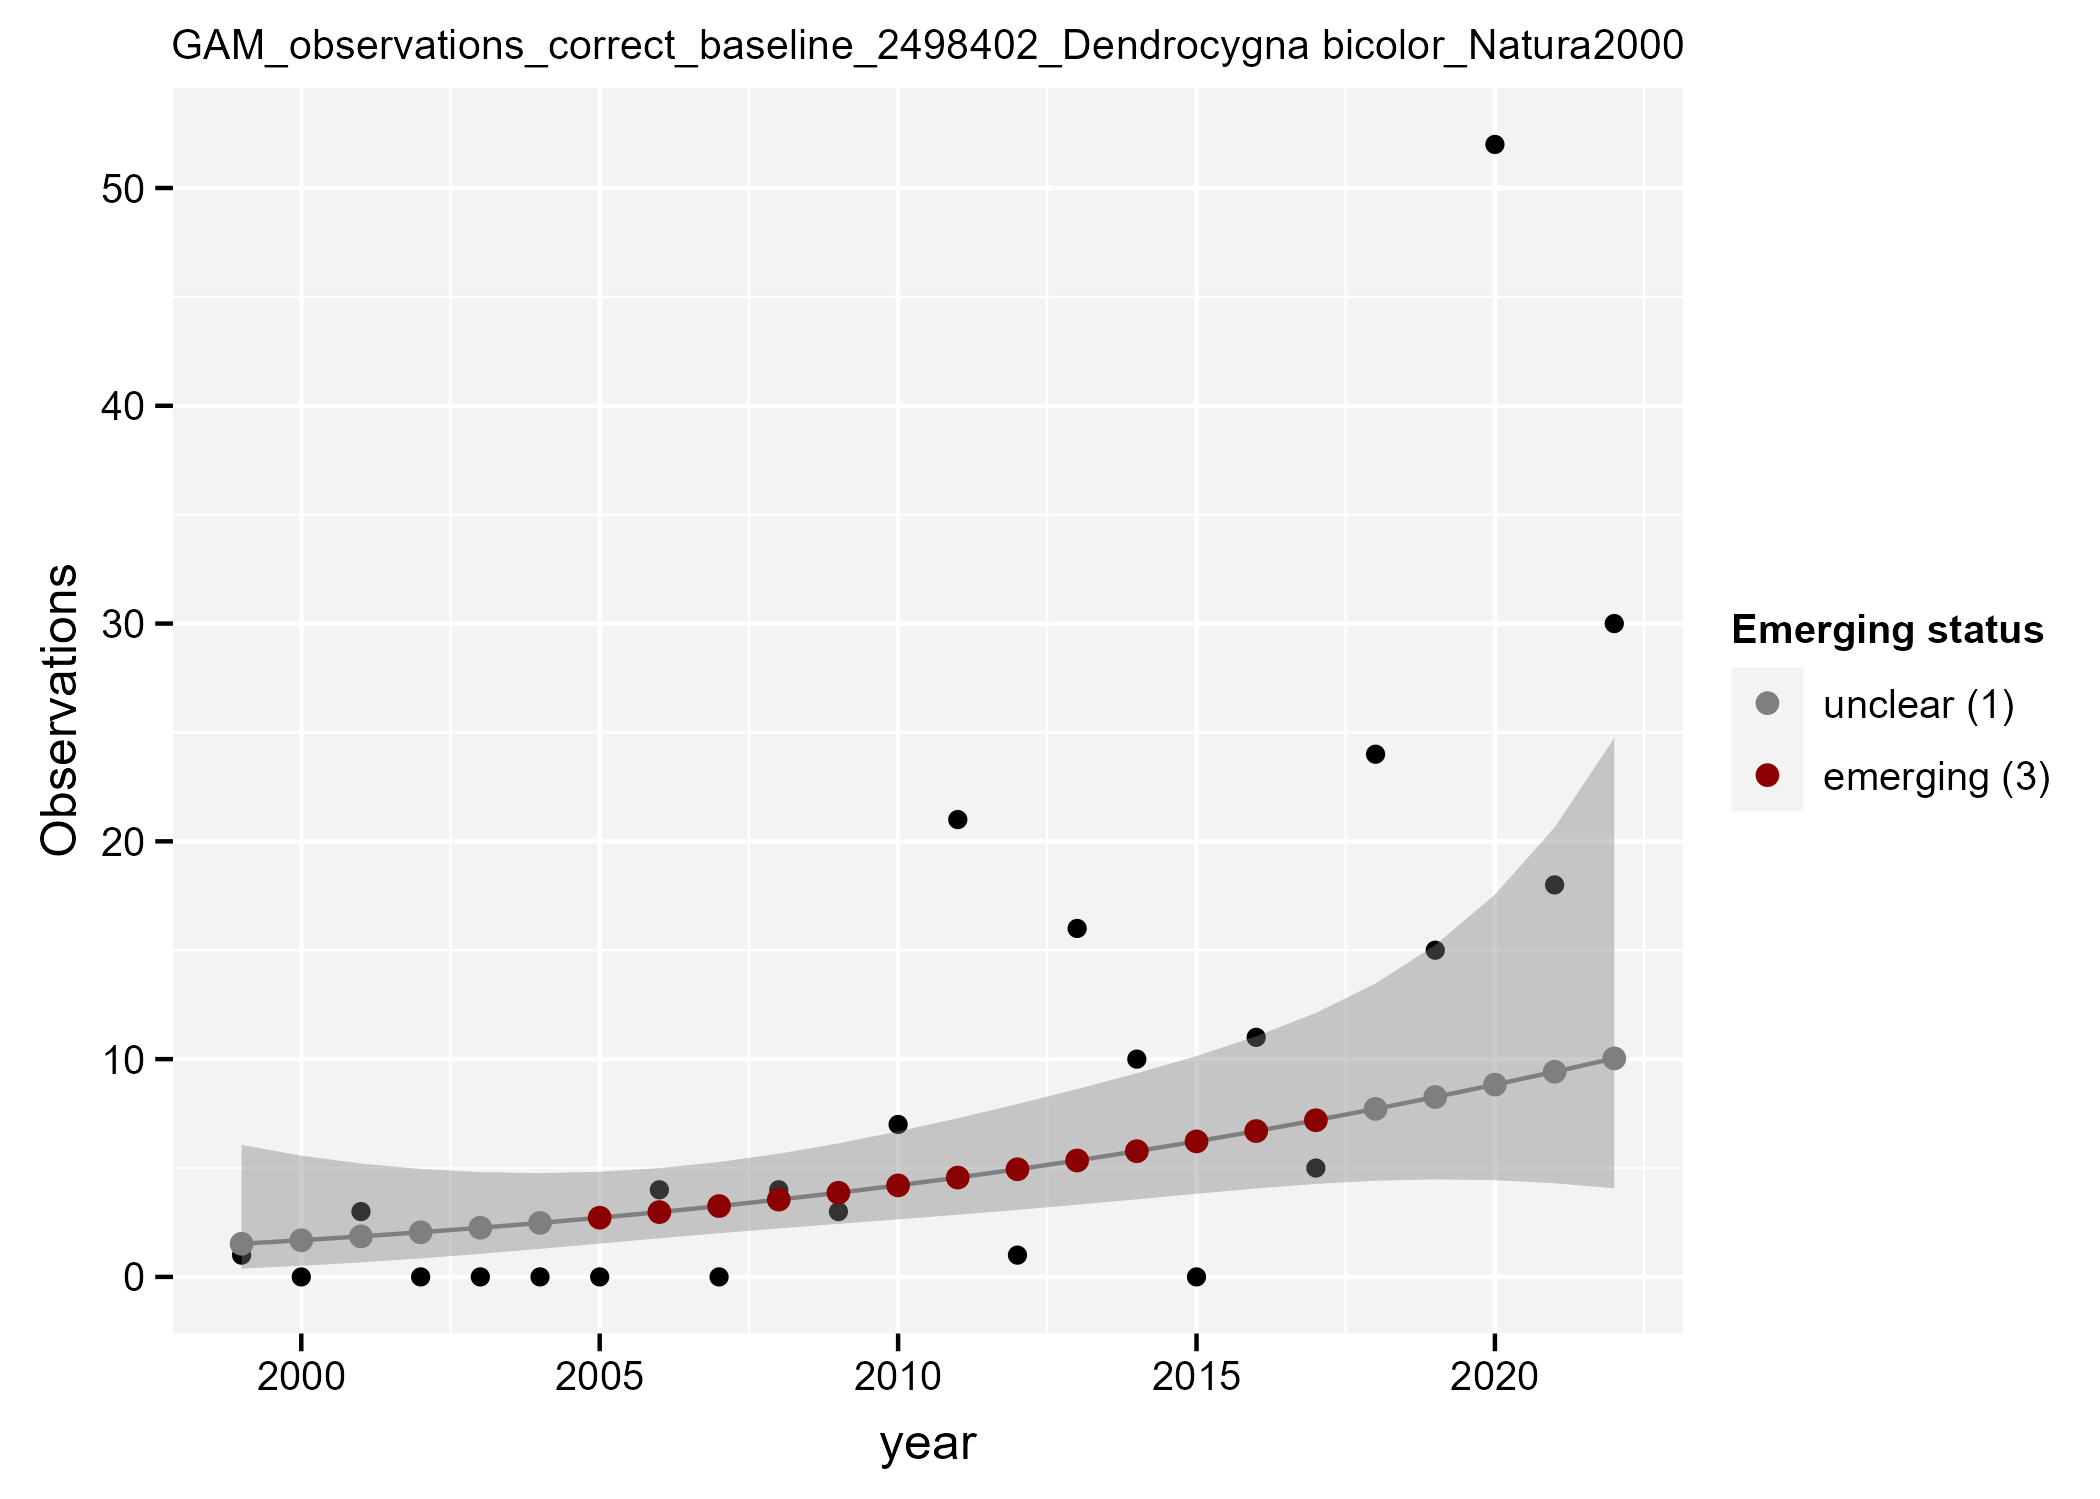 GAM_observations_correct_baseline_2498402_Dendrocygna bicolor_Natura2000
Observations
50
40
30
20
10
0
2000 2005 2010 2015 2020
year
Emerging status
unclear (1)
emerging (3)